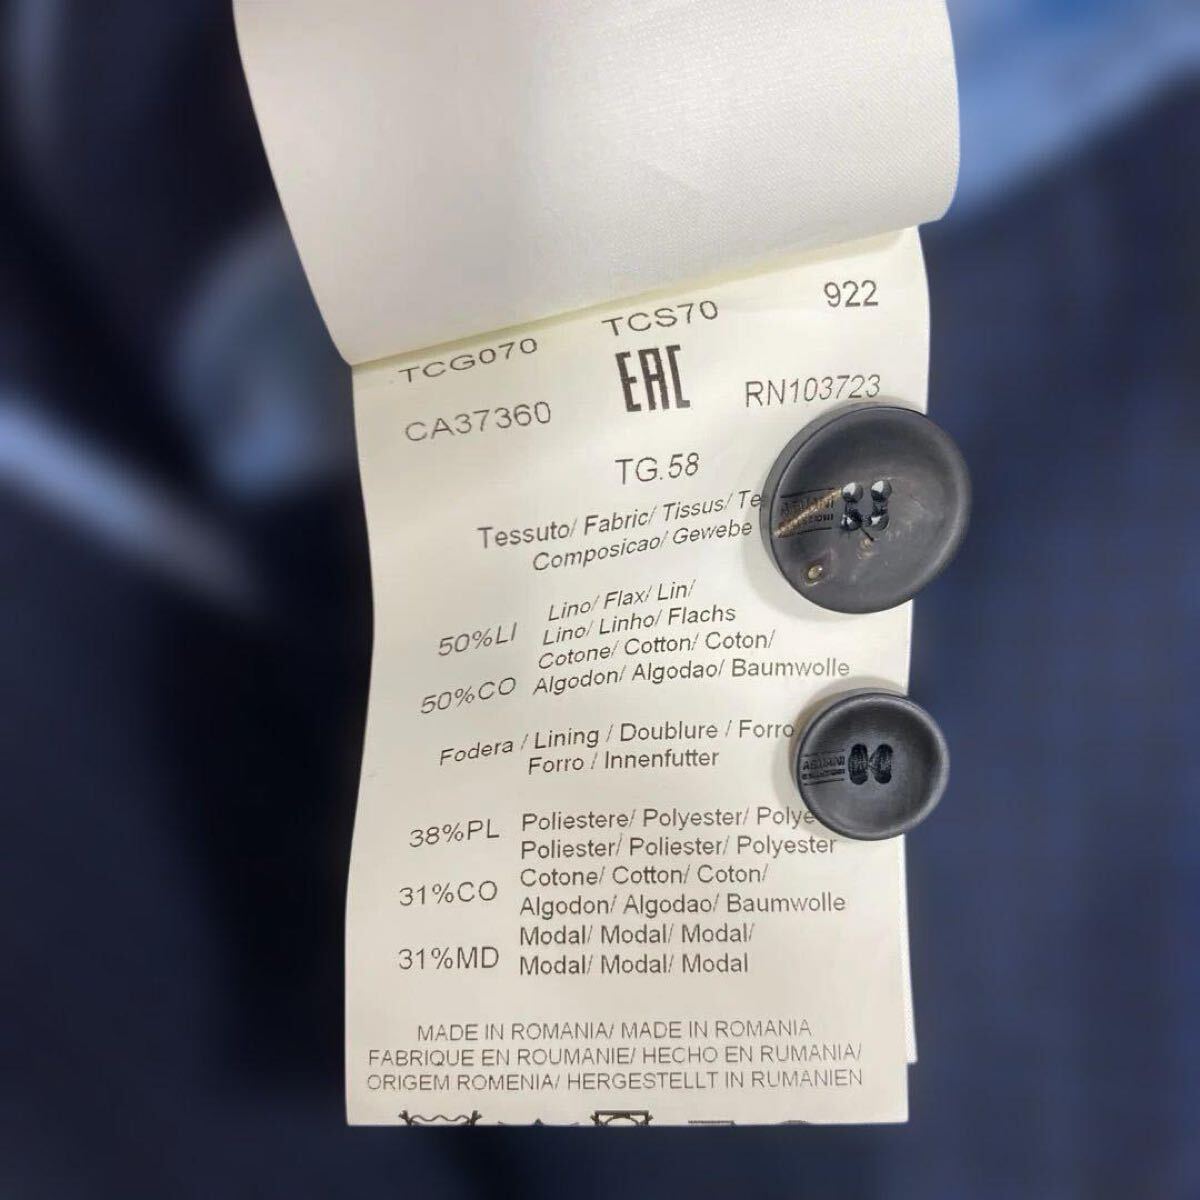 TCG070 TCS70 922
CA37360 EAC RN103723
TG.58
Tessuto/ Fabric/ Tissus/ Te
Composicao/ Gewebe
50%LI Lino/ Flax/ Lin/
Lino/ Linho/ Flachs
50%CO Cotone/ Cotton/ Coton/
Algodon/ Algodao/ Baumwolle
Fodera / Lining / Doublure / Forro
Forro / Innenfutter
38%PL Poliestere/ Polyester/ Polye
Poliester/ Poliester/ Polyester
31%CO Cotone/ Cotton/ Coton/
Algodon/ Algodao/ Baumwolle
31%MD Modal/ Modal/ Modal/
Modal/ Modal/ Modal
MADE IN ROMANIA/ MADE IN ROMANIA
FABRIQUE EN ROUMANIE/ HECHO EN RUMANIA/
ORIGEM ROMENIA/ HERGESTELLT IN RUMANIEN
ARMANI
ARMANI